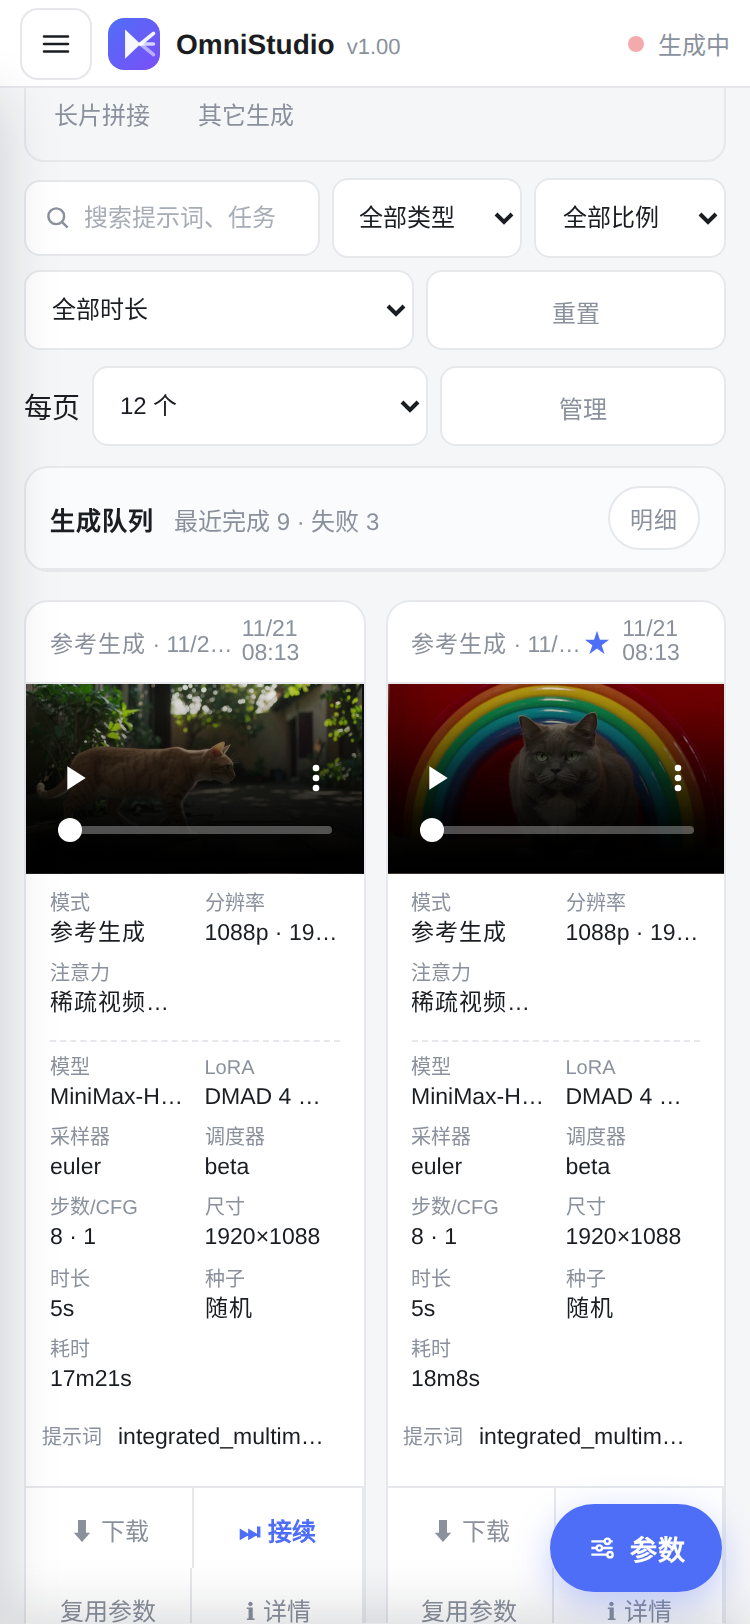 OmniStudio v1.00 生成中
长片拼接 其它生成
搜索提示词、任务 全部类型 全部比例
全部时长 重置
每页 12 个 管理
生成队列 最近完成 9 · 失败 3 明细
参考生成 · 11/2… 11/21 08:13
参考生成 · 11/… ★ 11/21 08:13
模式 分辨率
参考生成 1088p · 19…
注意力
稀疏视频…
模型 LoRA
MiniMax-H… DMAD 4 …
采样器 调度器
euler beta
步数/CFG 尺寸
8 · 1 1920×1088
时长 种子
5s 随机
耗时
17m21s
提示词 integrated_multim…
下载 接续
复用参数 详情
模式 分辨率
参考生成 1088p · 19…
注意力
稀疏视频…
模型 LoRA
MiniMax-H… DMAD 4 …
采样器 调度器
euler beta
步数/CFG 尺寸
8 · 1 1920×1088
时长 种子
5s 随机
耗时
18m8s
提示词 integrated_multim…
下载
复用参数 详情
参数